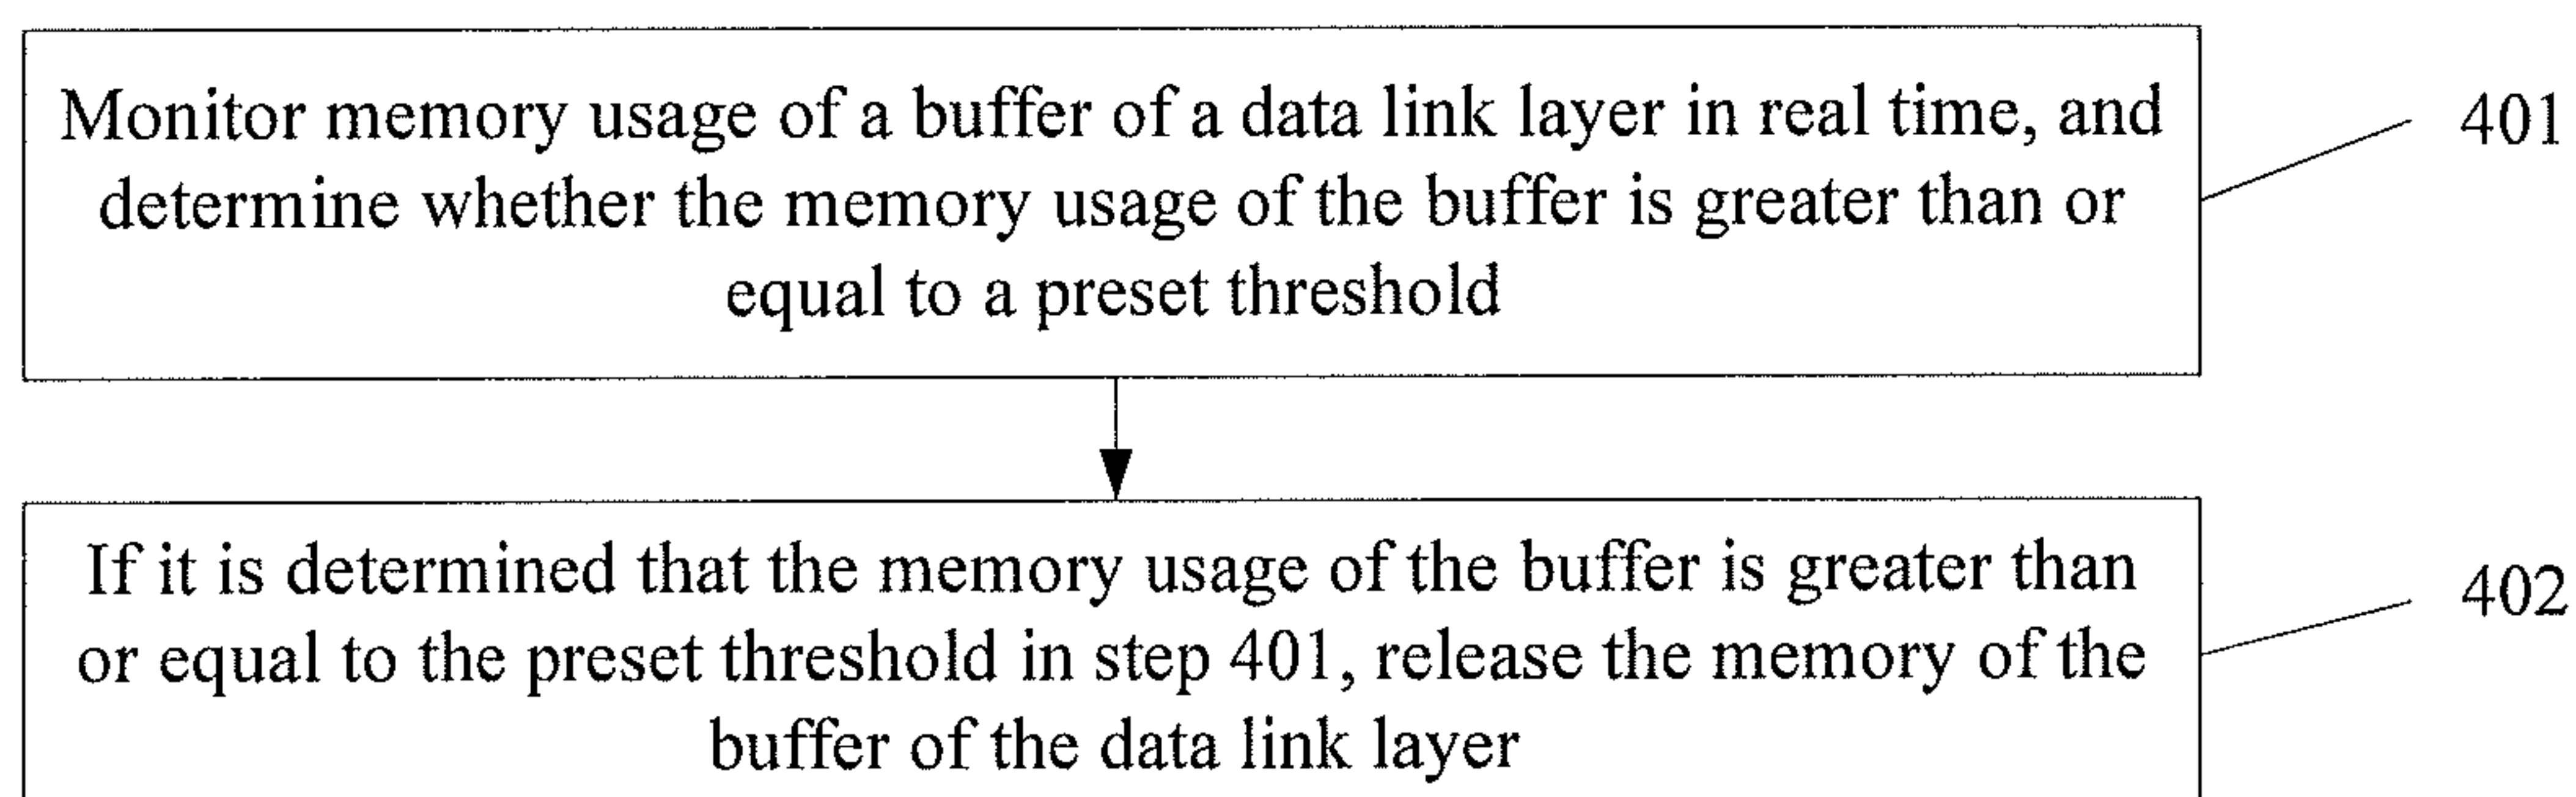 Monitor memory usage of a buffer of a data link layer in real time, and
determine whether the memory usage of the buffer is greater than or
equal to a preset threshold
401
If it is determined that the memory usage of the buffer is greater than
or equal to the preset threshold in step 401, release the memory of the
buffer of the data link layer
402